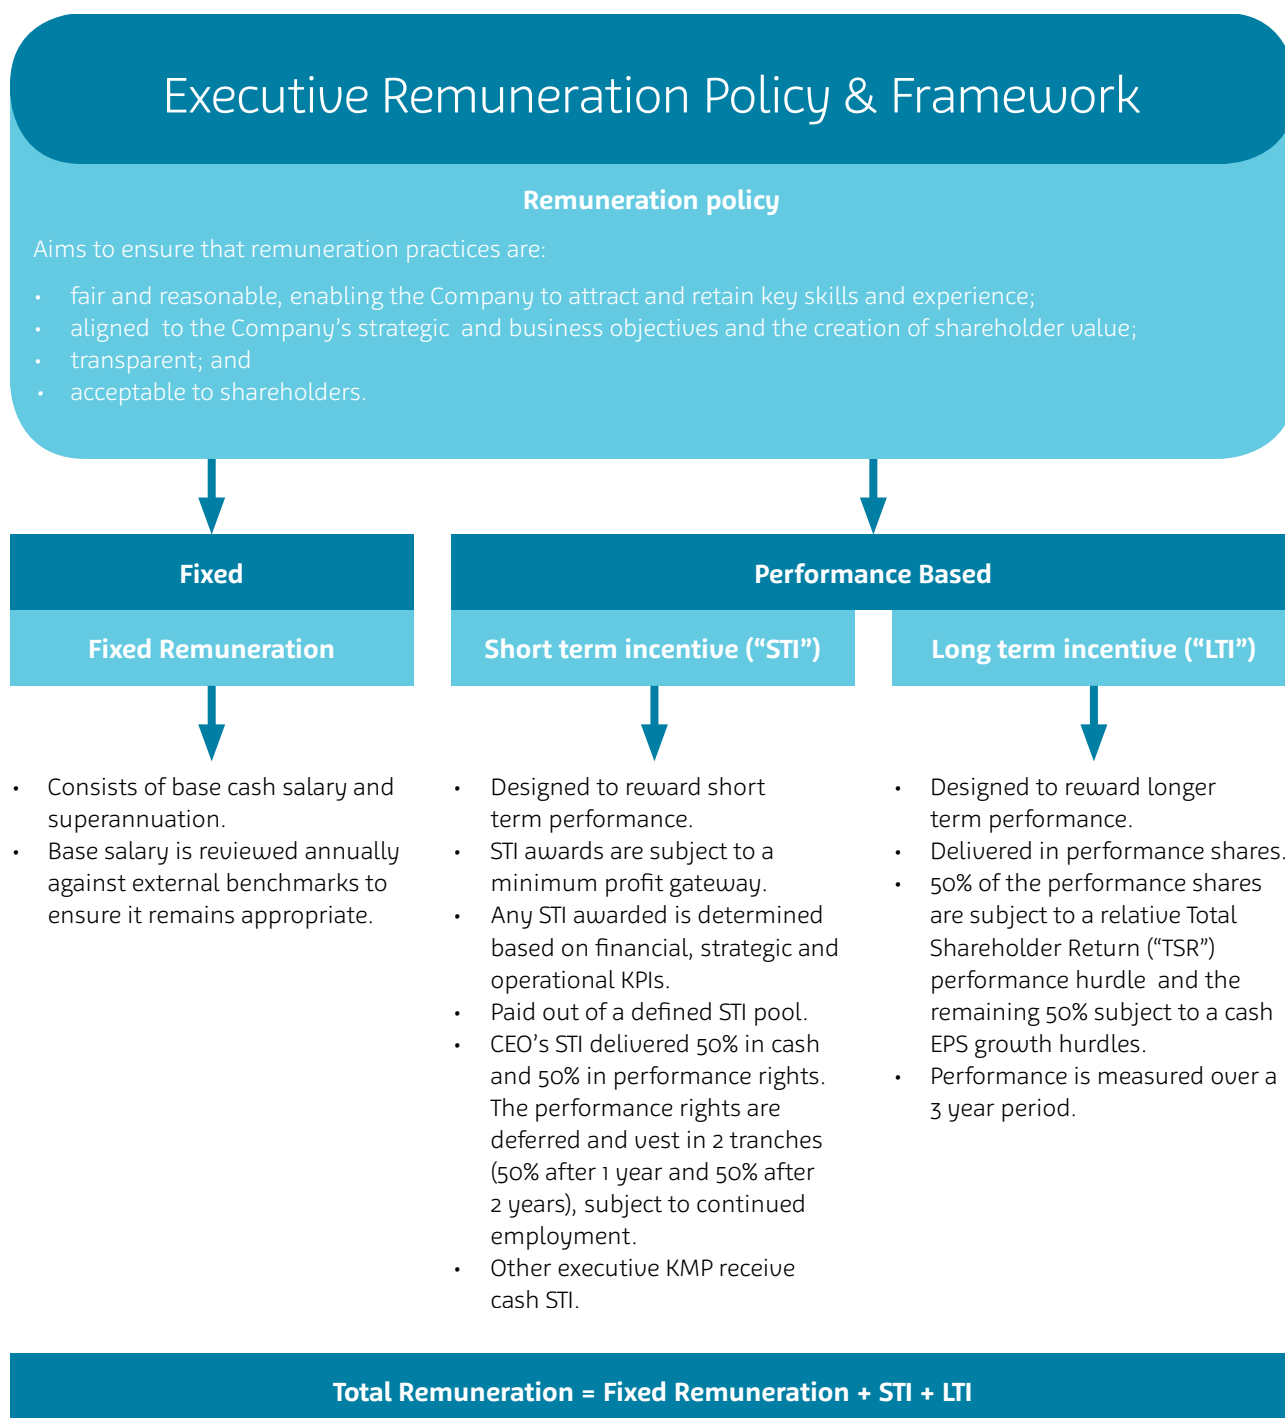 Executive Remuneration Policy & Framework
Remuneration policy
Aims to ensure that remuneration practices are:
• fair and reasonable, enabling the Company to attract and retain key skills and experience;
• aligned to the Company's strategic and business objectives and the creation of shareholder value;
• transparent; and
• acceptable to shareholders.
Fixed
Fixed Remuneration
• Consists of base cash salary and
superannuation.
• Base salary is reviewed annually
against external benchmarks to
ensure it remains appropriate.
Performance Based
Short term incentive (“STI”)
• Designed to reward short
term performance.
• STI awards are subject to a
minimum profit gateway.
• Any STI awarded is determined
based on financial, strategic and
operational KPIs.
• Paid out of a defined STI pool.
• CEO’s STI delivered 50% in cash
and 50% in performance rights.
The performance rights are
deferred and vest in 2 tranches
(50% after 1 year and 50% after
2 years), subject to continued
employment.
• Other executive KMP receive
cash STI.
Long term incentive (“LTI”)
• Designed to reward longer
term performance.
• Delivered in performance shares.
• 50% of the performance shares
are subject to a relative Total
Shareholder Return (“TSR”)
performance hurdle and the
remaining 50% subject to a cash
EPS growth hurdles.
• Performance is measured over a
3 year period.
Total Remuneration = Fixed Remuneration + STI + LTI